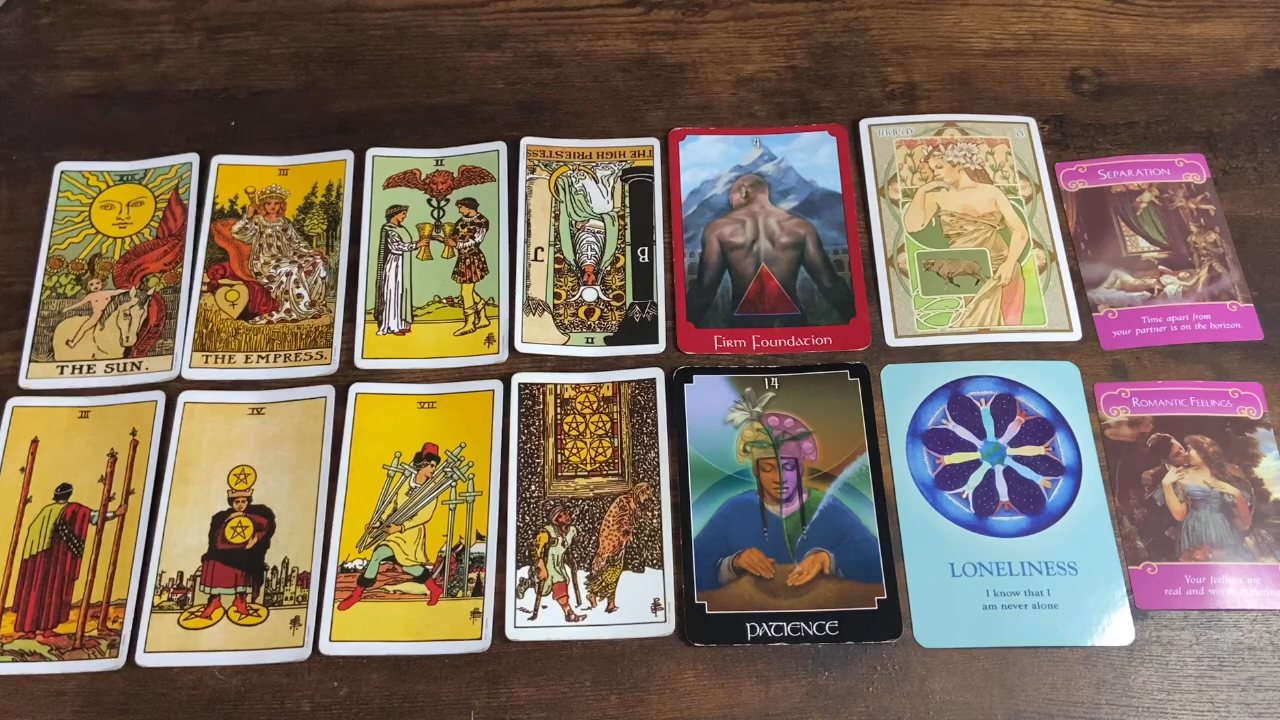 XIX
THE SUN.
III
THE EMPRESS.
II
THE HIGH PRIESTESS
B
J
II
4
Firm Foundation
6
SEPARATION
Time apart from
your partner is on the horizon.
III
IV
VII
14
PATIENCE
LONELINESS
I know that I
am never alone
ROMANTIC FEELINGS
Your feelings are
real and